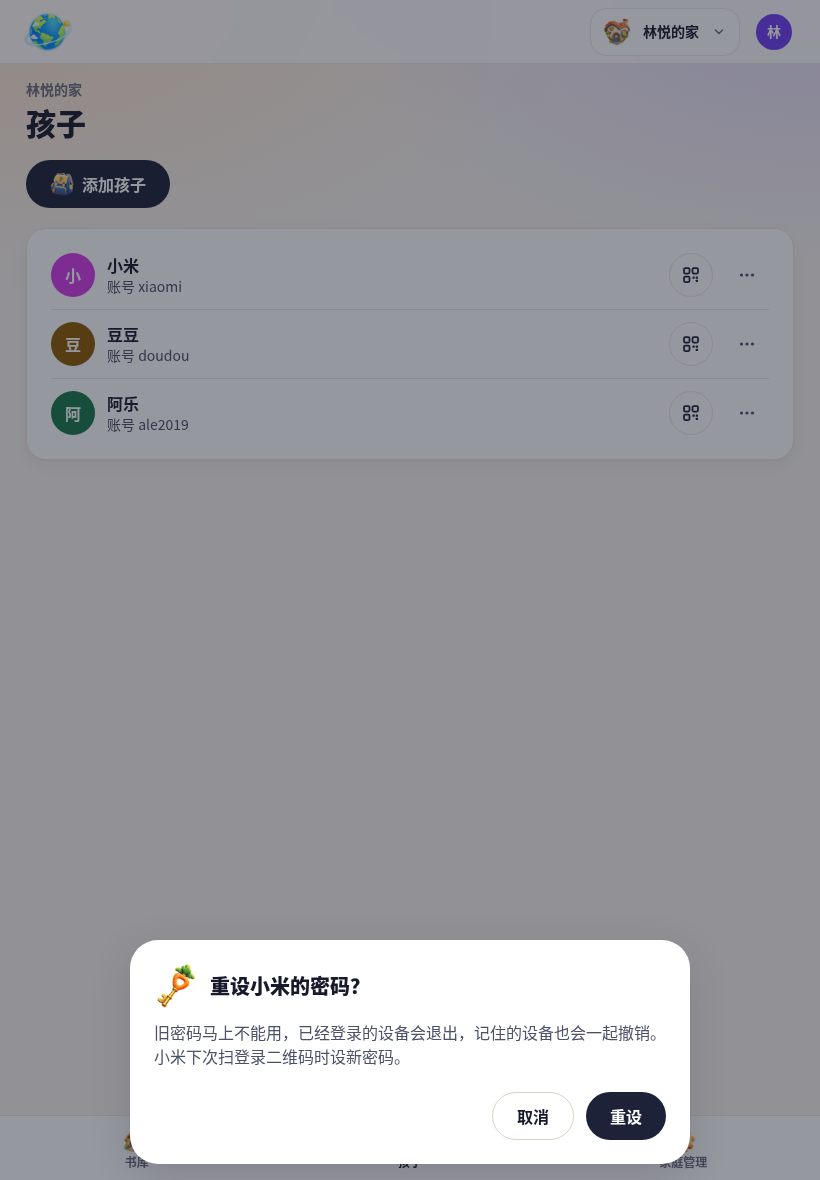 林悦的家
林
林悦的家
孩子
添加孩子
小
小米
账号 xiaomi
豆
豆豆
账号 doudou
阿
阿乐
账号 ale2019
重设小米的密码？
旧密码马上不能用，已经登录的设备会退出，记住的设备也会一起撤销。
小米下次扫登录二维码时设新密码。
取消
重设
书库
孩子
家庭管理